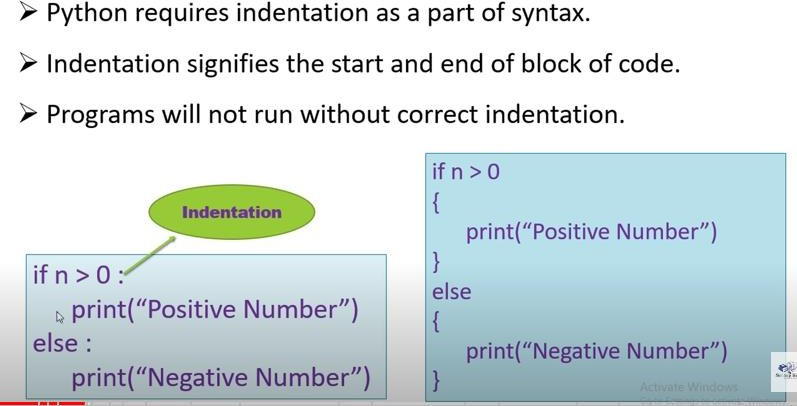 ➤ Python requires indentation as a part of syntax.
➤ Indentation signifies the start and end of block of code.
➤ Programs will not run without correct indentation.
Indentation
if n > 0 :
print(“Positive Number”)
else :
print(“Negative Number”)
if n > 0
{
print(“Positive Number”)
}
else
{
print(“Negative Number”)
}
Activate Windows